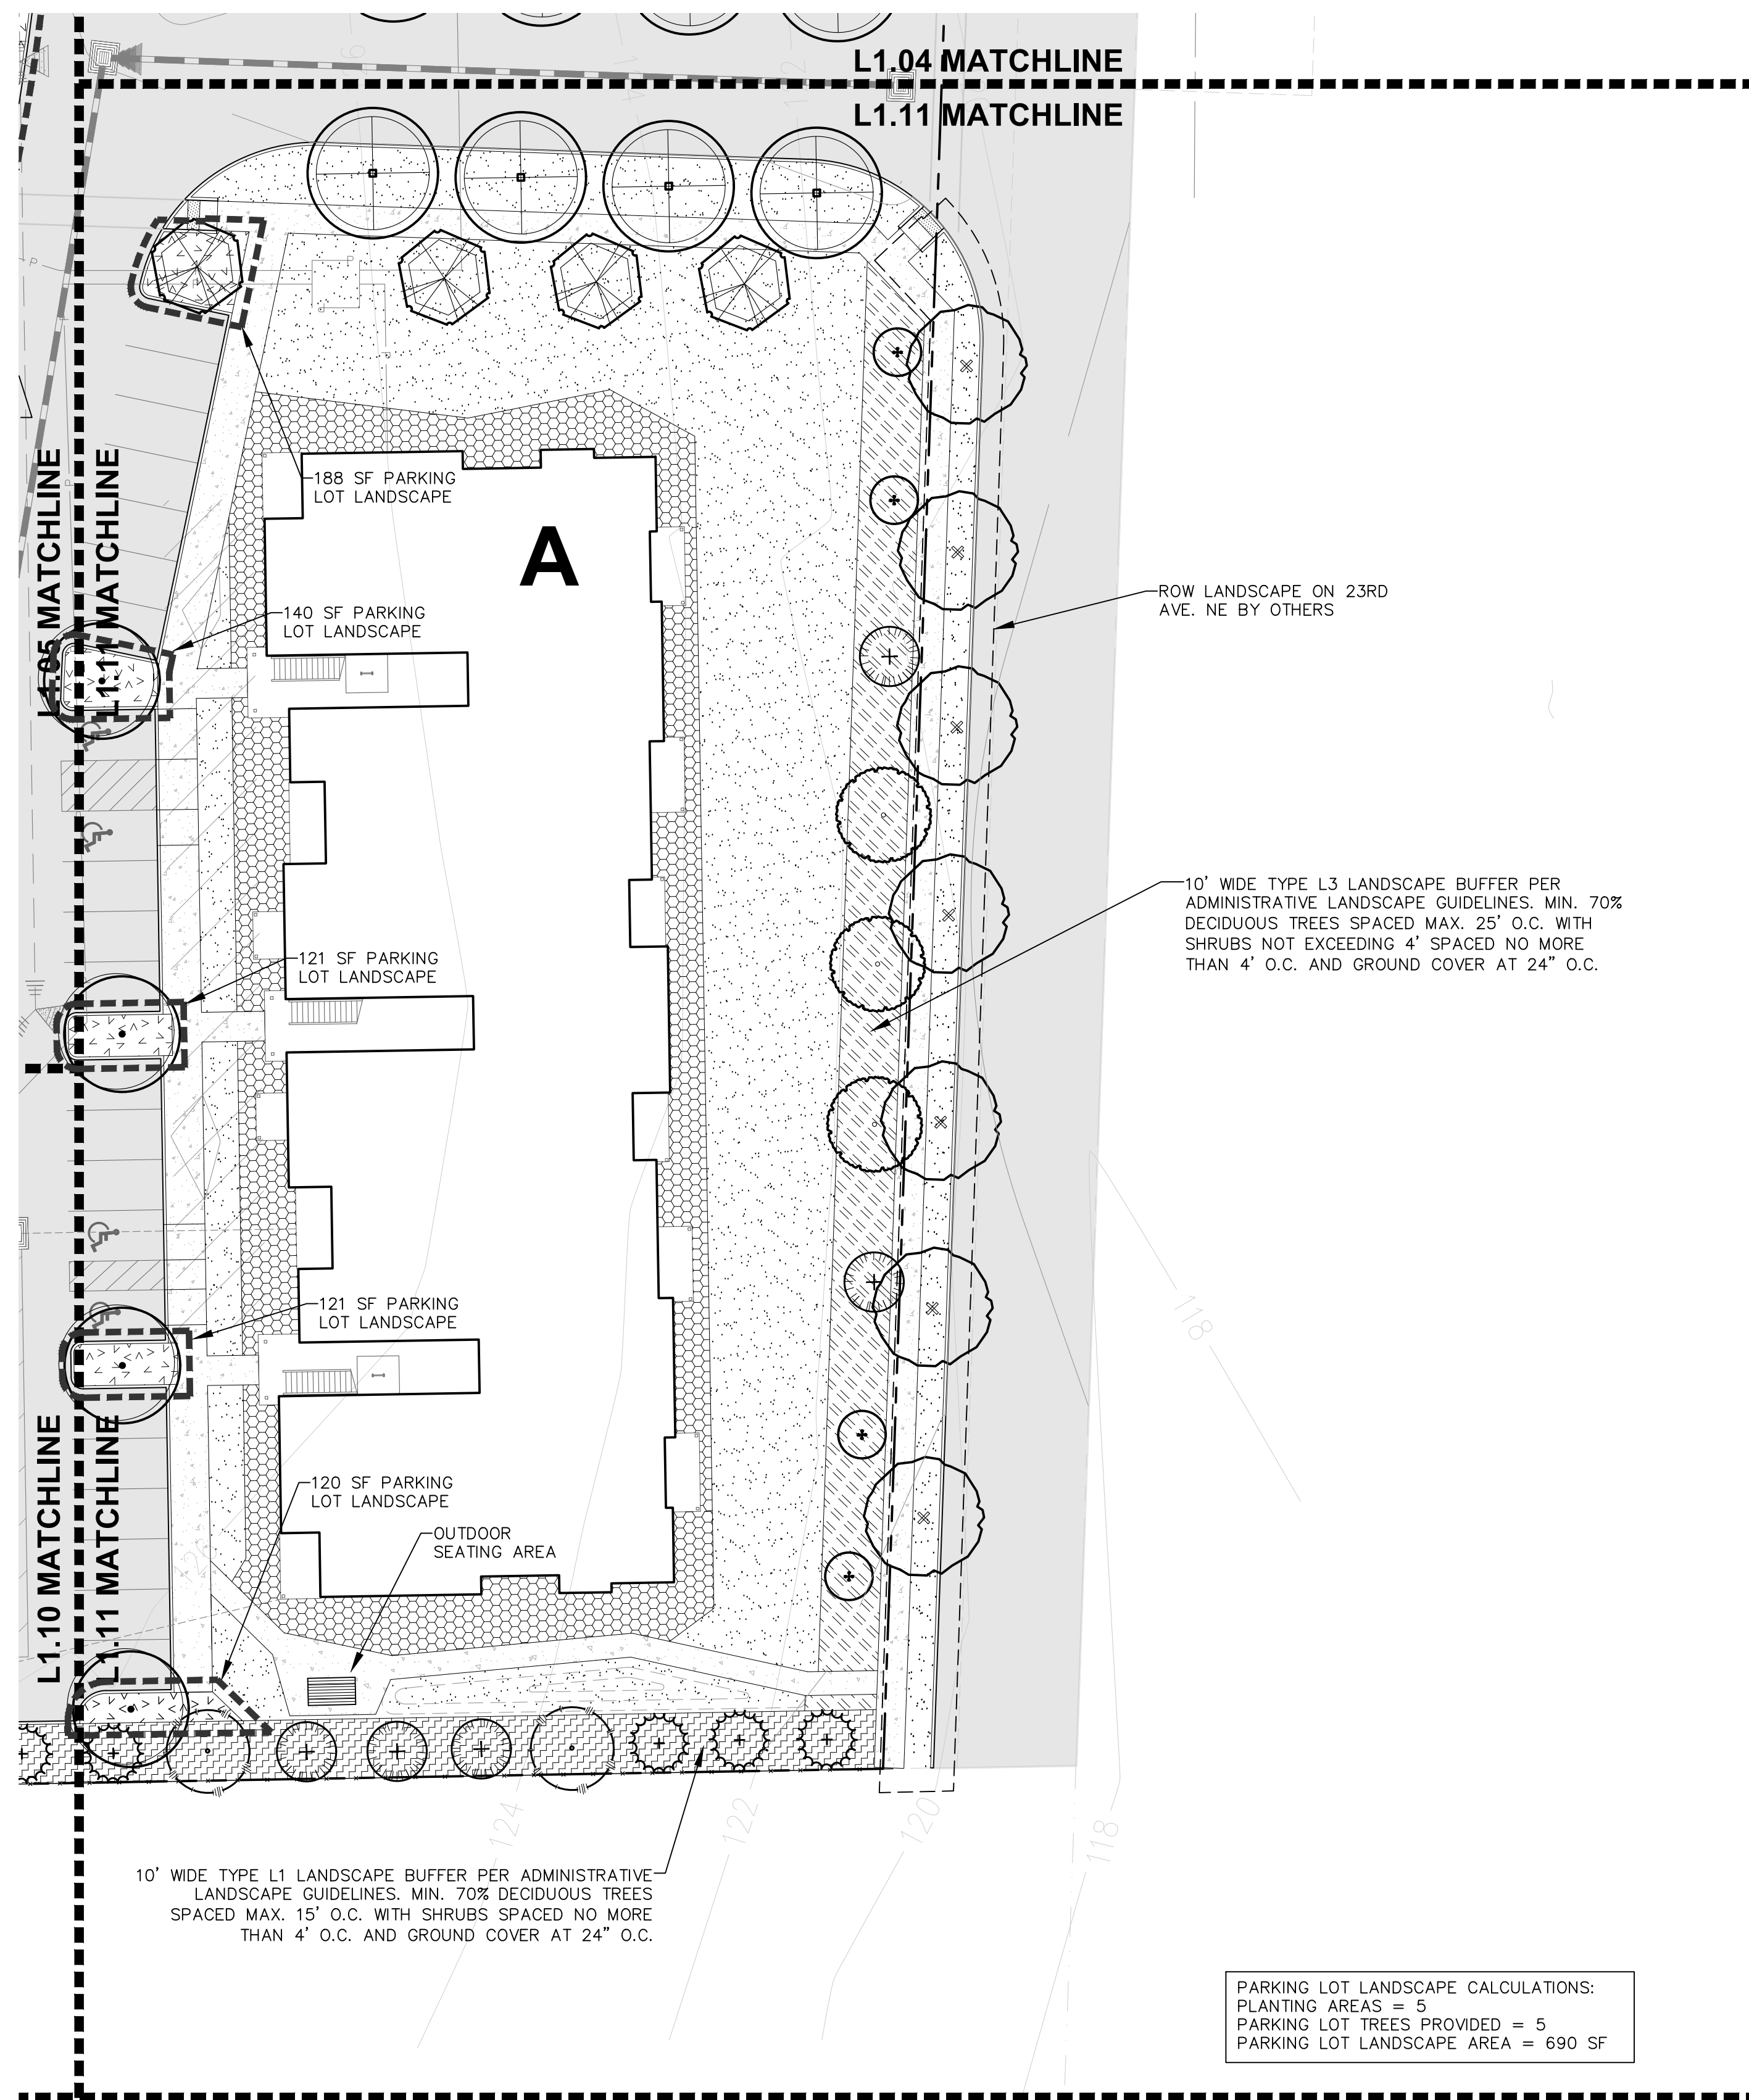 L1.04 MATCHLINE
L1.11 MATCHLINE
L1.05 MATCHLINE
L1.11 MATCHLINE
188 SF PARKING
LOT LANDSCAPE
A
140 SF PARKING
LOT LANDSCAPE
ROW LANDSCAPE ON 23RD
AVE. NE BY OTHERS
10' WIDE TYPE L3 LANDSCAPE BUFFER PER
ADMINISTRATIVE LANDSCAPE GUIDELINES. MIN. 70%
DECIDUOUS TREES SPACED MAX. 25' O.C. WITH
SHRUBS NOT EXCEEDING 4' SPACED NO MORE
THAN 4' O.C. AND GROUND COVER AT 24" O.C.
121 SF PARKING
LOT LANDSCAPE
121 SF PARKING
LOT LANDSCAPE
118
L1.10 MATCHLINE
L1.11 MATCHLINE
120 SF PARKING
LOT LANDSCAPE
OUTDOOR
SEATING AREA
124
122
120
118
10' WIDE TYPE L1 LANDSCAPE BUFFER PER ADMINISTRATIVE
LANDSCAPE GUIDELINES. MIN. 70% DECIDUOUS TREES
SPACED MAX. 15' O.C. WITH SHRUBS SPACED NO MORE
THAN 4' O.C. AND GROUND COVER AT 24" O.C.
PARKING LOT LANDSCAPE CALCULATIONS:
PLANTING AREAS = 5
PARKING LOT TREES PROVIDED = 5
PARKING LOT LANDSCAPE AREA = 690 SF